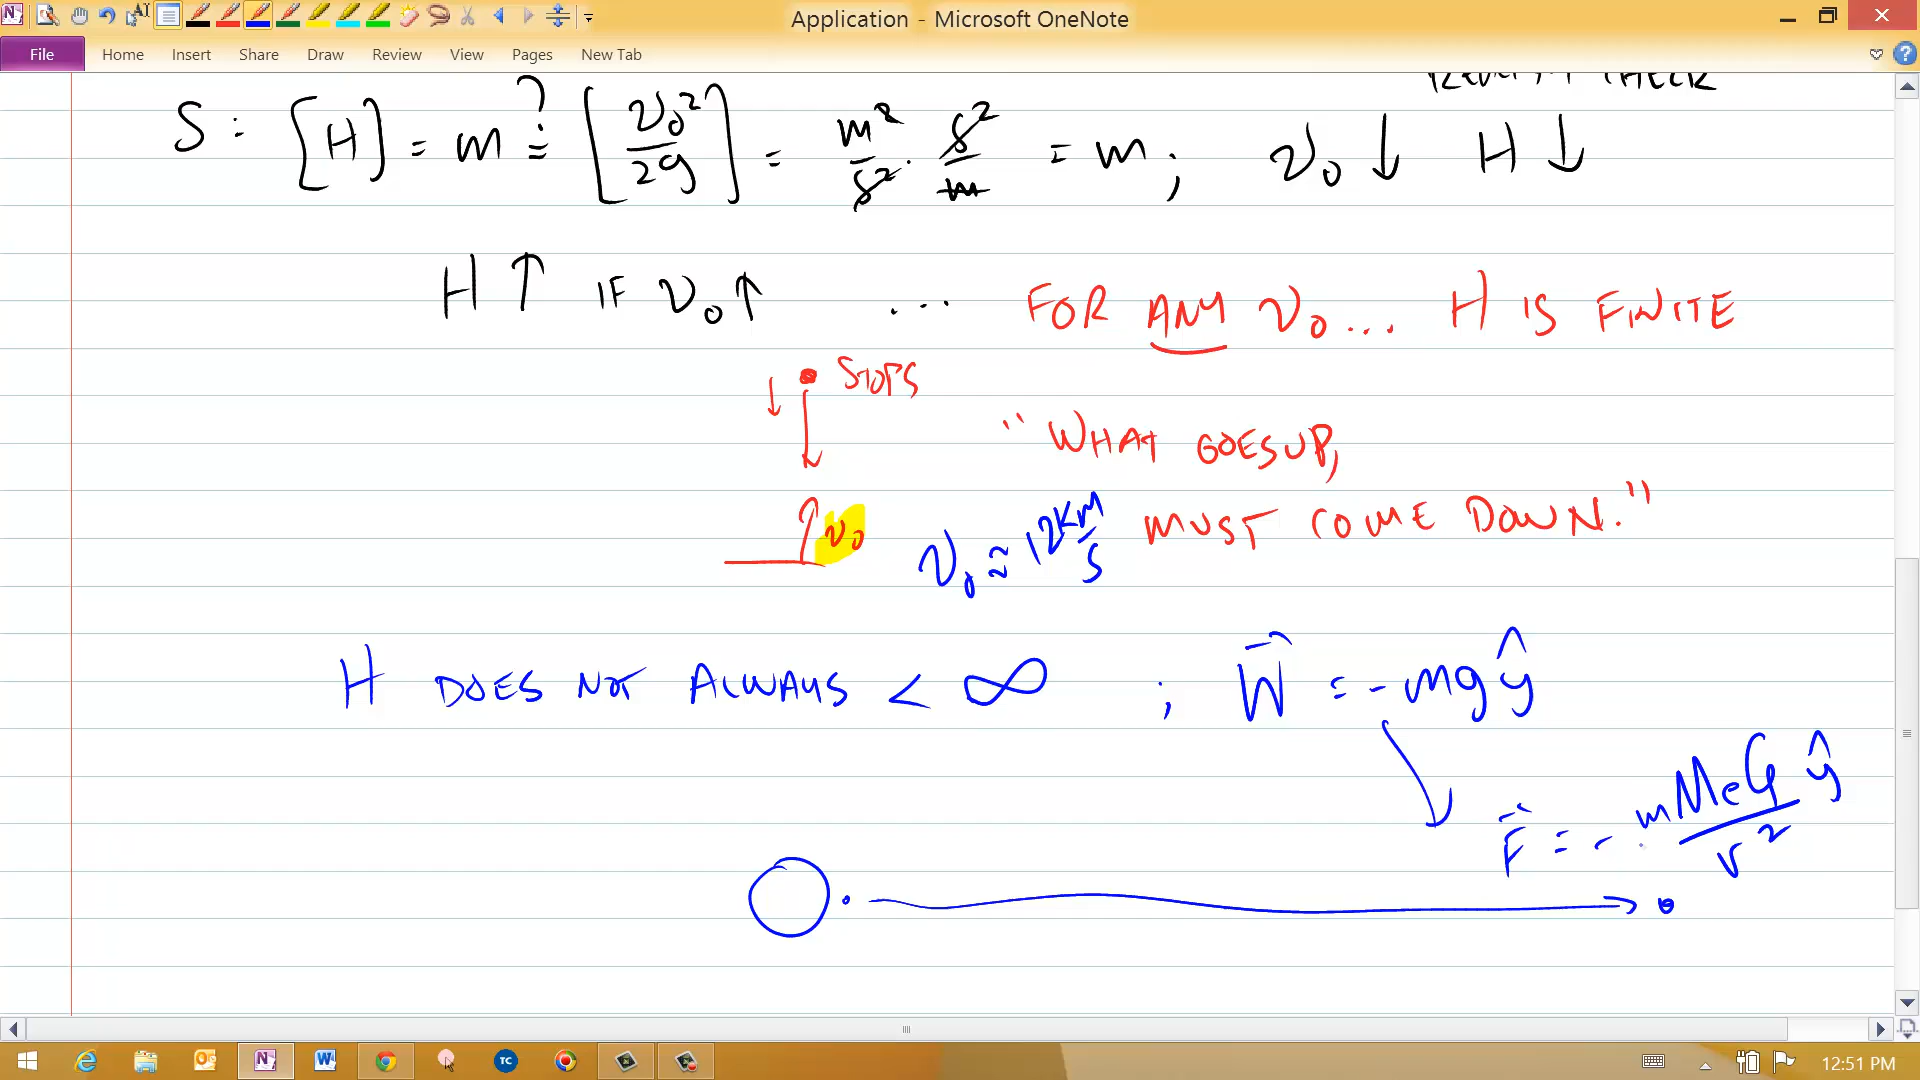 Application - Microsoft OneNote
File Home Insert Share Draw Review View Pages New Tab
CHECK
S: [H] = m ≟ [v₀²/2g] = m²/s² · s²/m = m ; v₀ ↓ H ↓
H ↑ IF v₀ ↑ ... FOR ANY v₀... H IS FINITE
STOPS
"WHAT GOES UP,
v₀ v₀ ≈ 12 km/s MUST COME DOWN."
H DOES NOT ALWAYS < ∞ ; W⃗ = -mgŷ
F⃗ = - mMeG/r² ŷ
12:51 PM